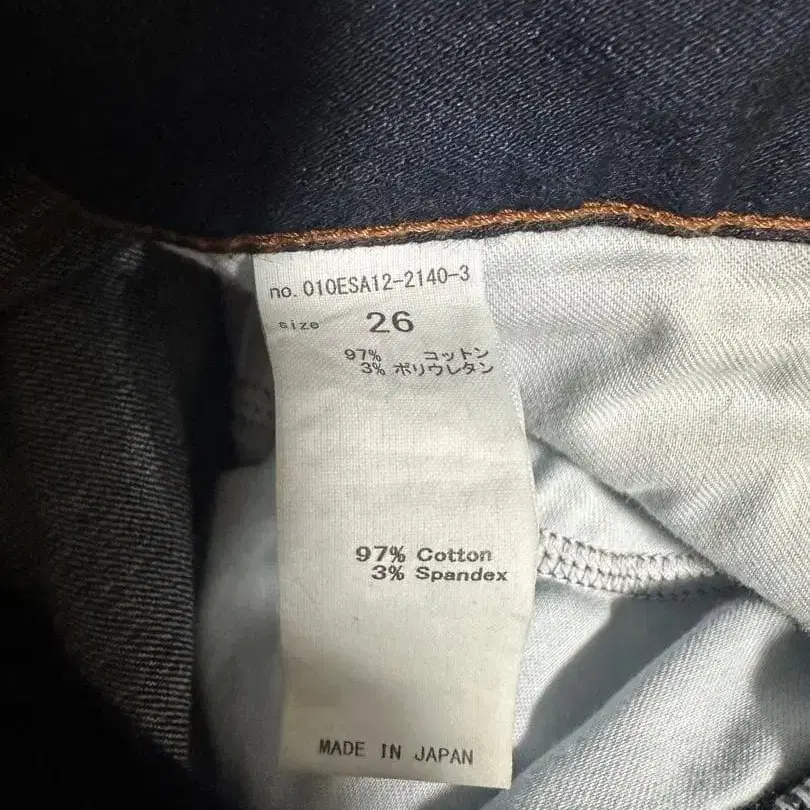 no. 010ESA12-2140-3
size 26
97% コットン
3% ポリウレタン
97% Cotton
3% Spandex
MADE IN JAPAN